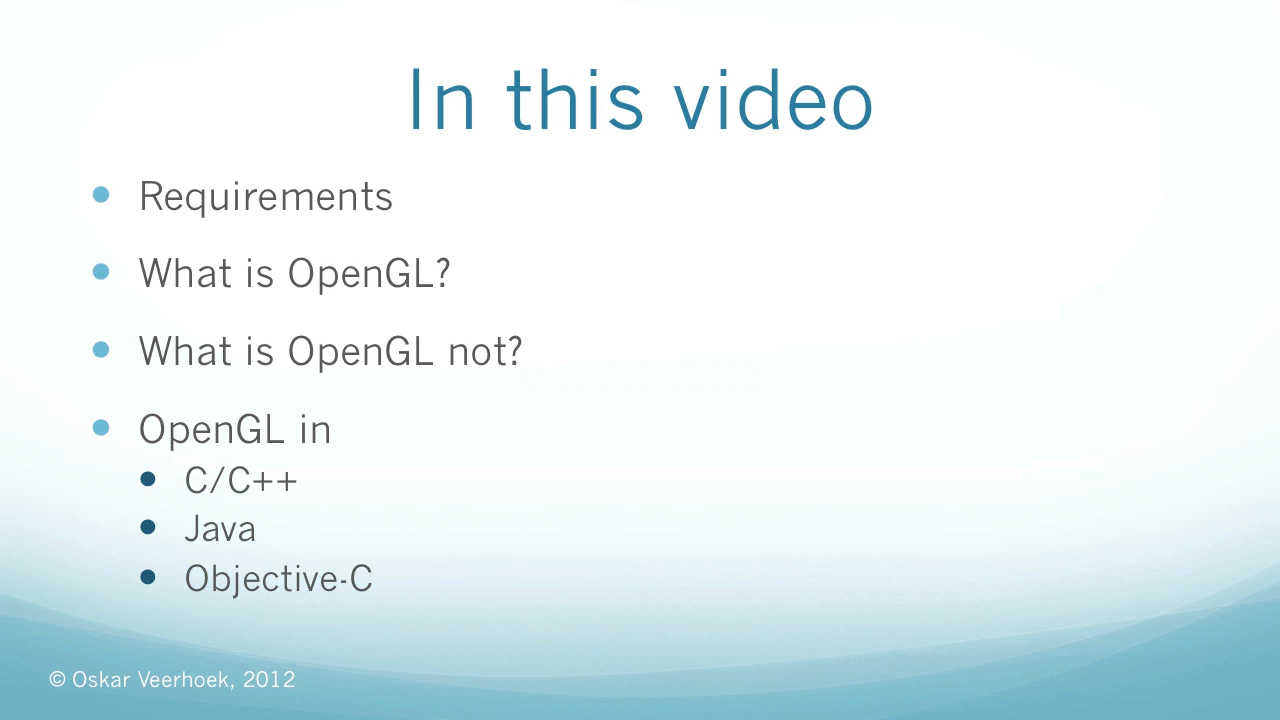 In this video
Requirements
What is OpenGL?
What is OpenGL not?
OpenGL in
C/C++
Java
Objective-C
© Oskar Veerhoek, 2012